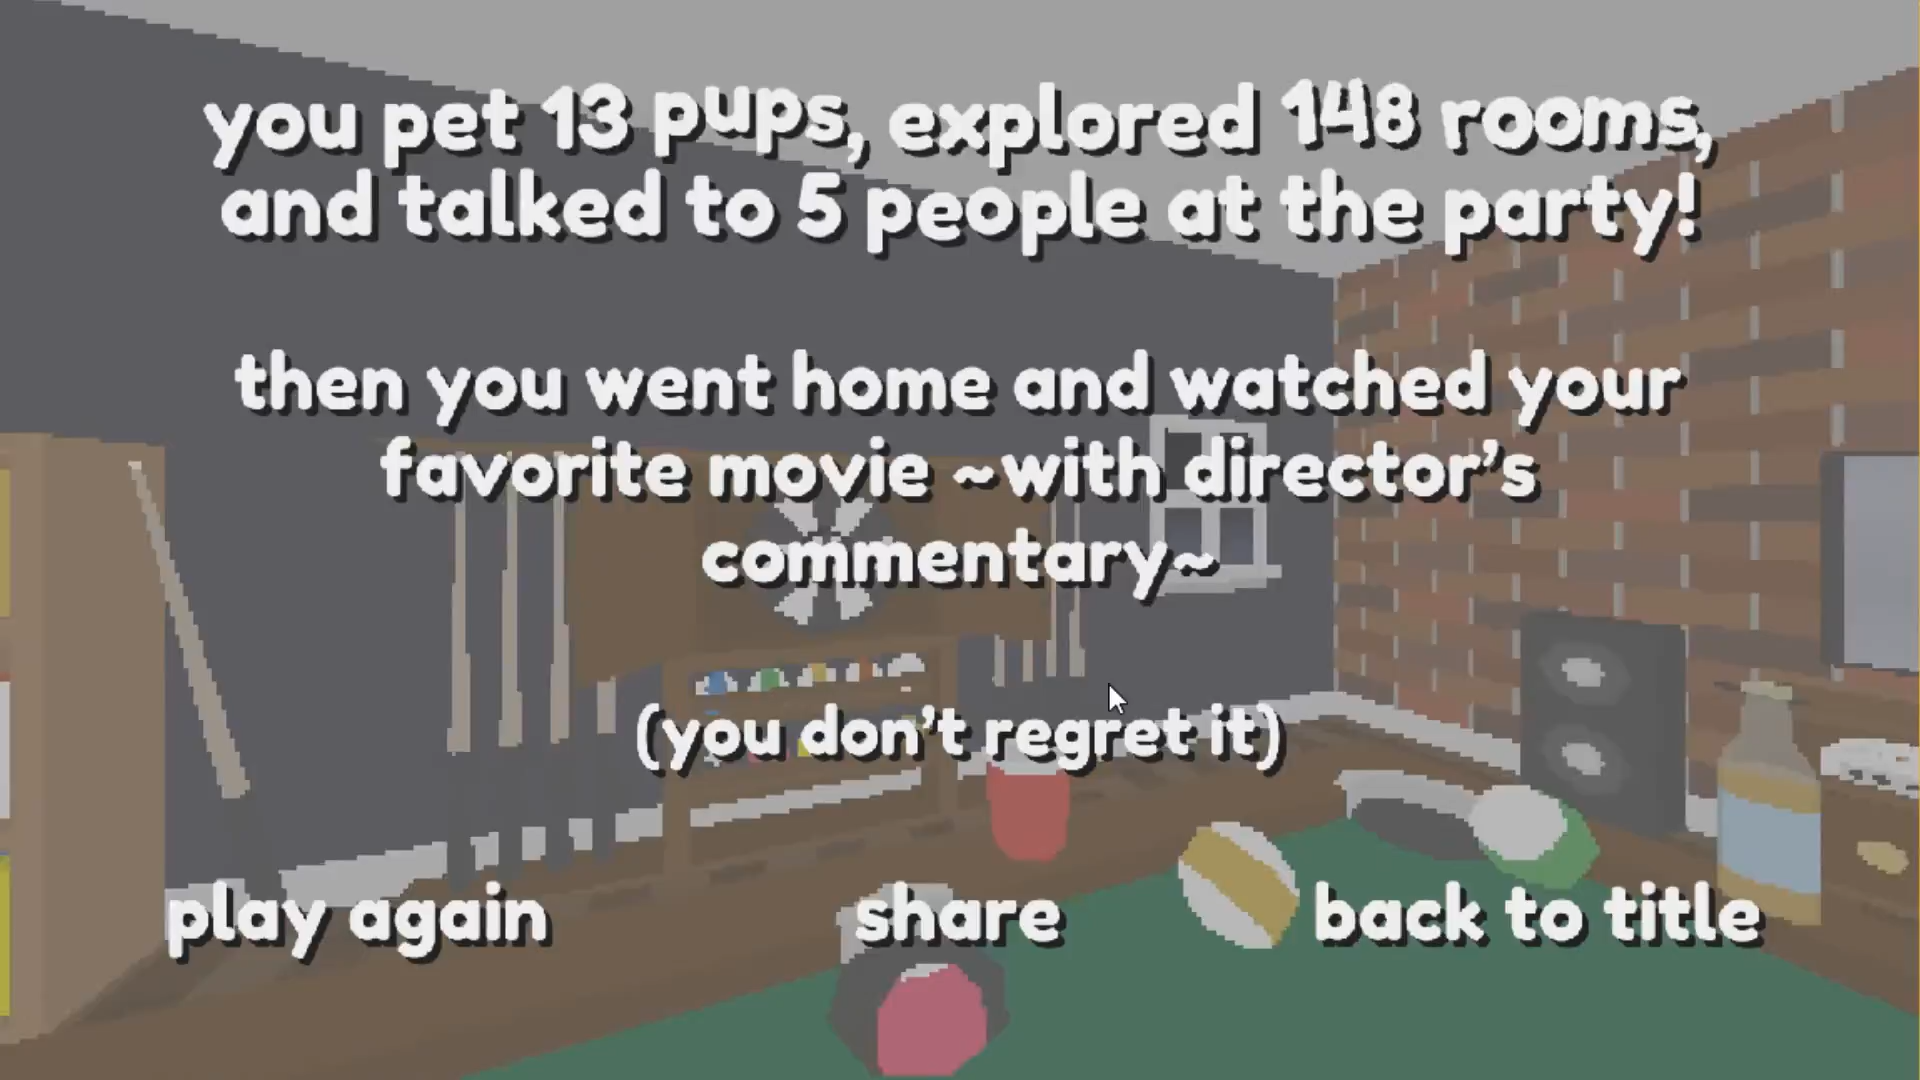 you pet 13 pups, explored 148 rooms,
and talked to 5 people at the party!
then you went home and watched your
favorite movie ~with director's
commentary~
(you don't regret it)
play again share back to title